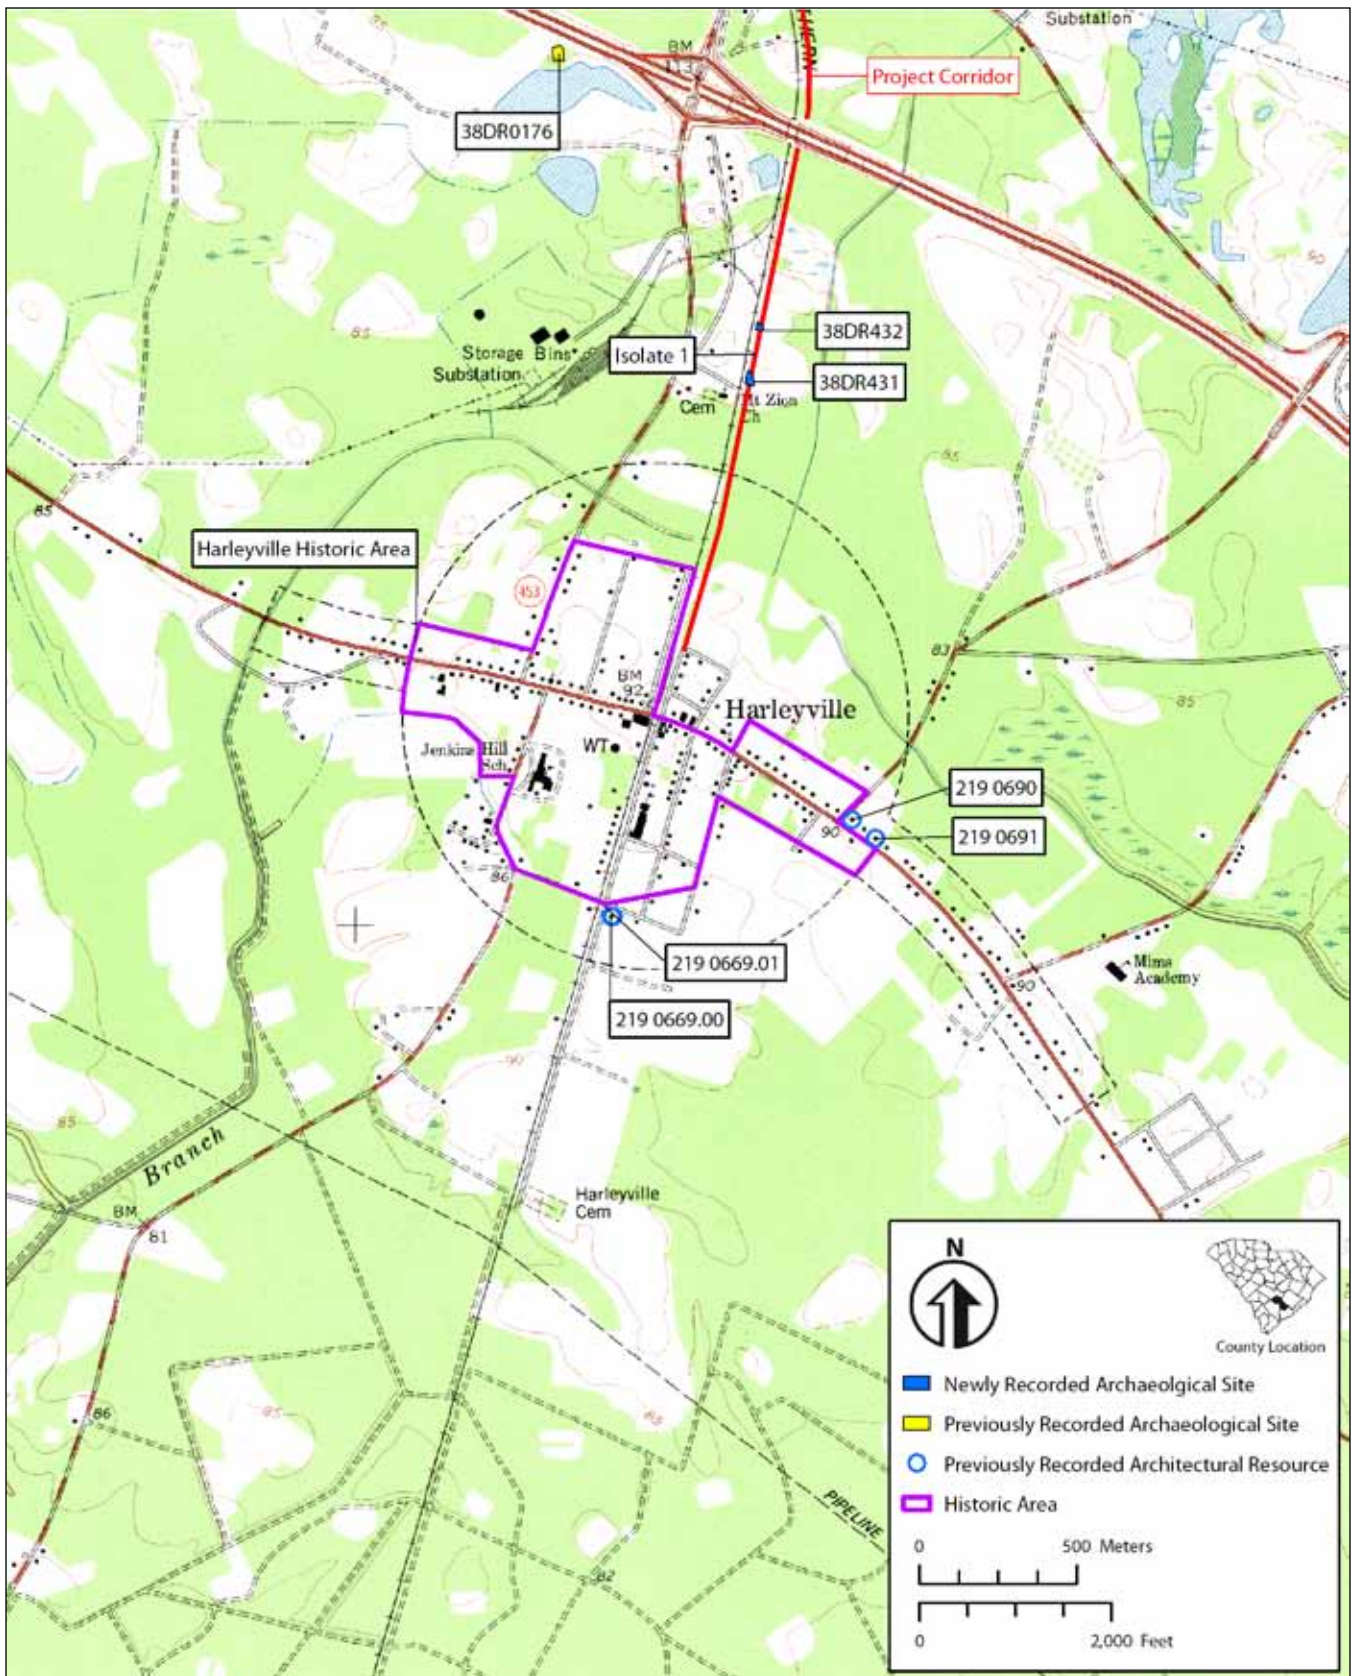 Substation
BM
113
HERN
Project Corridor
38DR0176
90
85
85
38DR432
Isolate 1
38DR431
Storage Bins
Substation
Cem
Mt Zion
Ch
85
85
Harleyville Historic Area
453
83
85
BM
92
Harleyville
WT
Jenkins Hill
Sch
219 0690
90
219 0691
86
219 0669.01
Mims
Academy
90
219 0669.00
90
85
Branch
BM
81
Harleyville
Cem
86
85
85
PIPELINE
82
N
County Location
Newly Recorded Archaeolgical Site
Previously Recorded Archaeological Site
Previously Recorded Architectural Resource
Historic Area
0 500 Meters
0 2,000 Feet